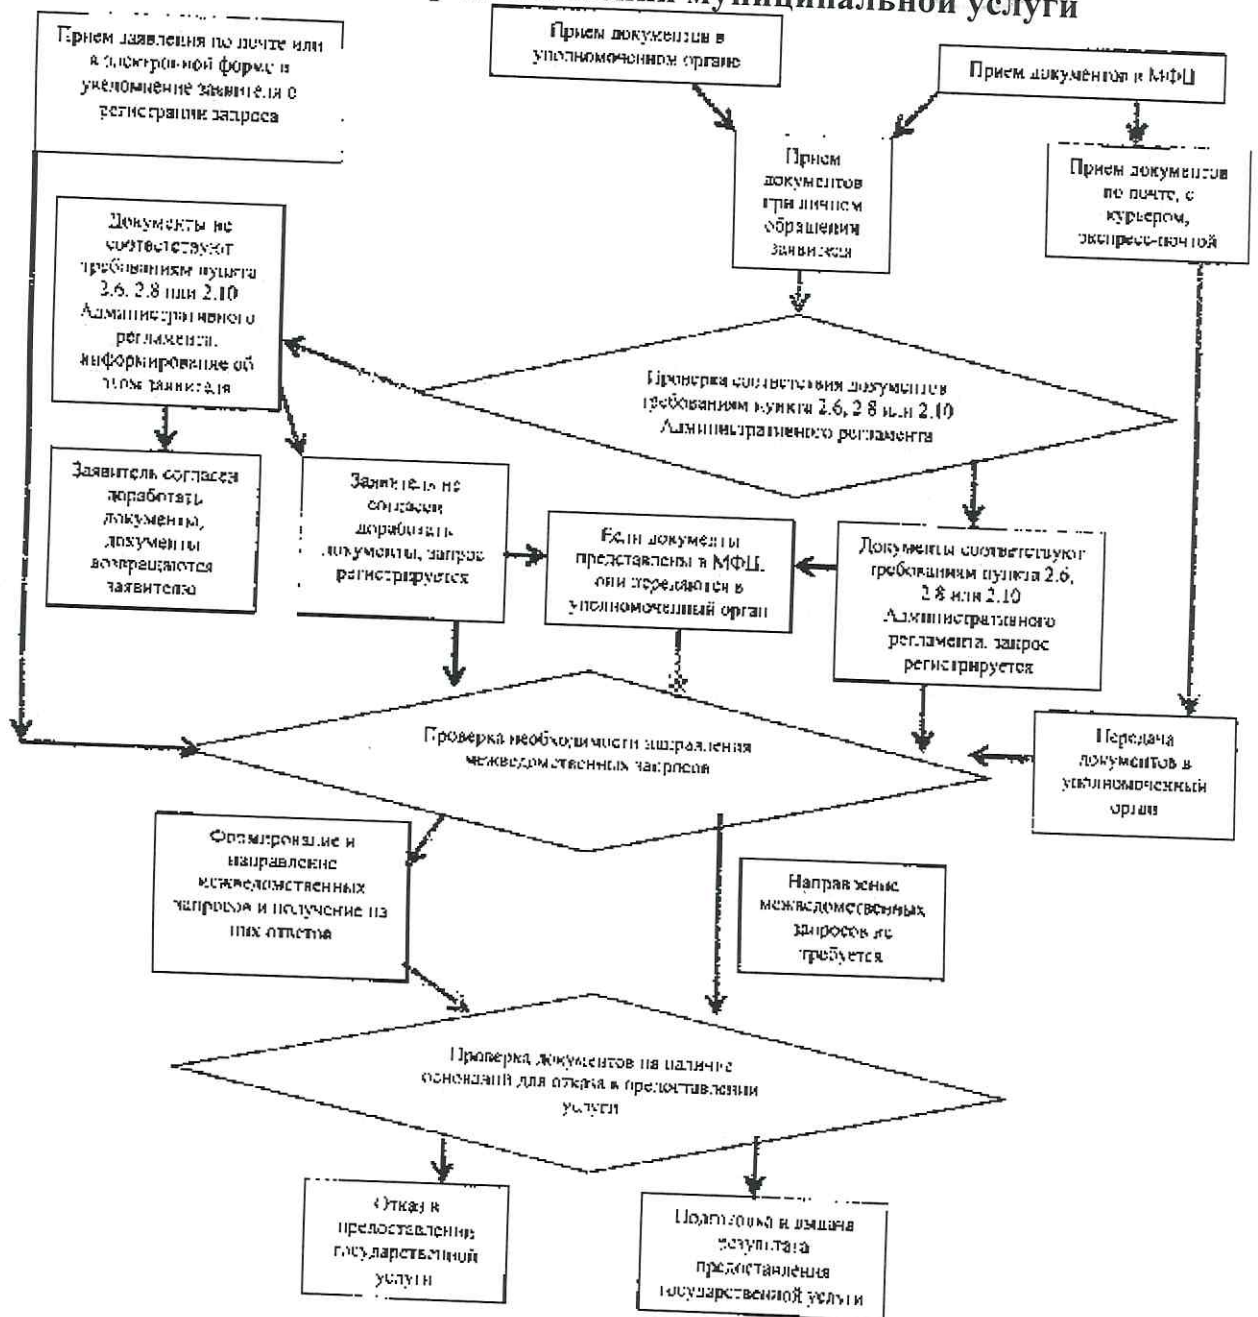 муниципальной услуги
Прием заявления по почте или
в электронной форме и
уведомление заявителя о
регистрации запроса
Прием документов в
уполномоченном органе
Прием документов в МФЦ
Прием
документов
при личном
обращении
заявителя
Прием документов
по почте, с
курьером,
экспресс-почтой
Документы не
соответствуют
требованиям пункта
2.6, 2.8 или 2.10
Административного
регламента,
информирование об
этом заявителя
Проверка соответствия документов
требованиям пункта 2.6, 2.8 или 2.10
Административного регламента
Заявитель согласен
доработать
документы,
документы
возвращаются
заявителю
Заявитель не
согласен
доработать
документы, запрос
регистрируется
Если документы
представлены в МФЦ,
они передаются в
уполномоченный орган
Документы соответствуют
требованиям пункта 2.6,
2.8 или 2.10
Административного
регламента, запрос
регистрируется
Проверка необходимости направления
межведомственных запросов
Передача
документов в
уполномоченный
орган
Формирование и
направление
межведомственных
запросов и получение на
них ответов
Направление
межведомственных
запросов не
требуется
Проверка документов на наличие
оснований для отказа в предоставлении
услуги
Отказ в
предоставлении
государственной
услуги
Подготовка и выдача
результата
предоставления
государственной услуги